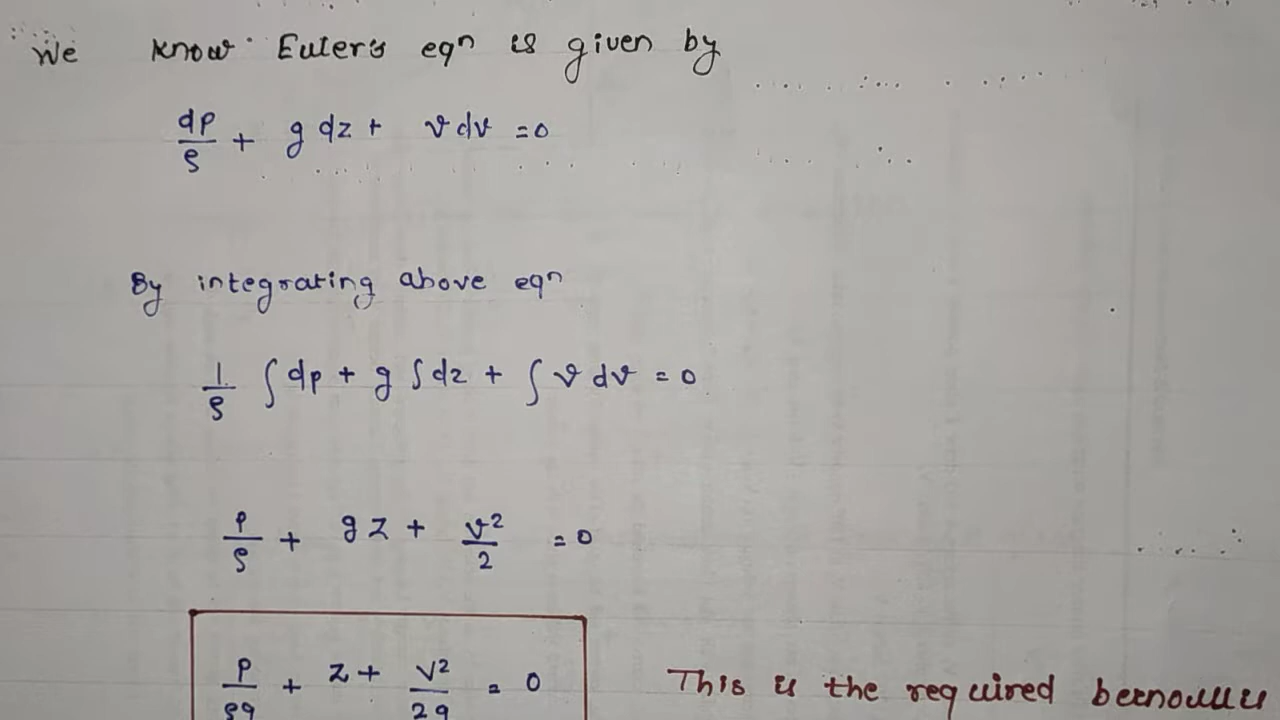 We know Euler's eqn is given by
dp/ρ + g dz + v dv = 0
By integrating above eqn
1/ρ ∫ dp + g ∫ dz + ∫ v dv = 0
P/ρ + gz + v²/2 = 0
P/ρg + z + V²/2g = 0 This is the required bernoullis